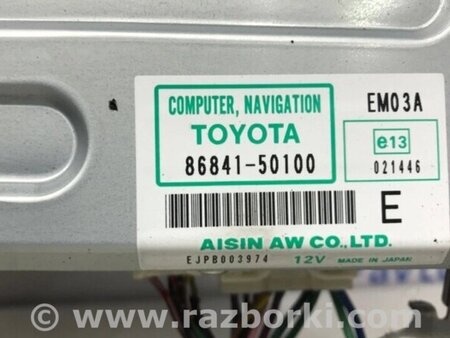 COMPUTER, NAVIGATION
EM03A
TOYOTA
e13
86841-50100
021446
E
AISIN AW CO.,LTD.
EJPB003974 12V MADE IN JAPAN
© www.razborki.com